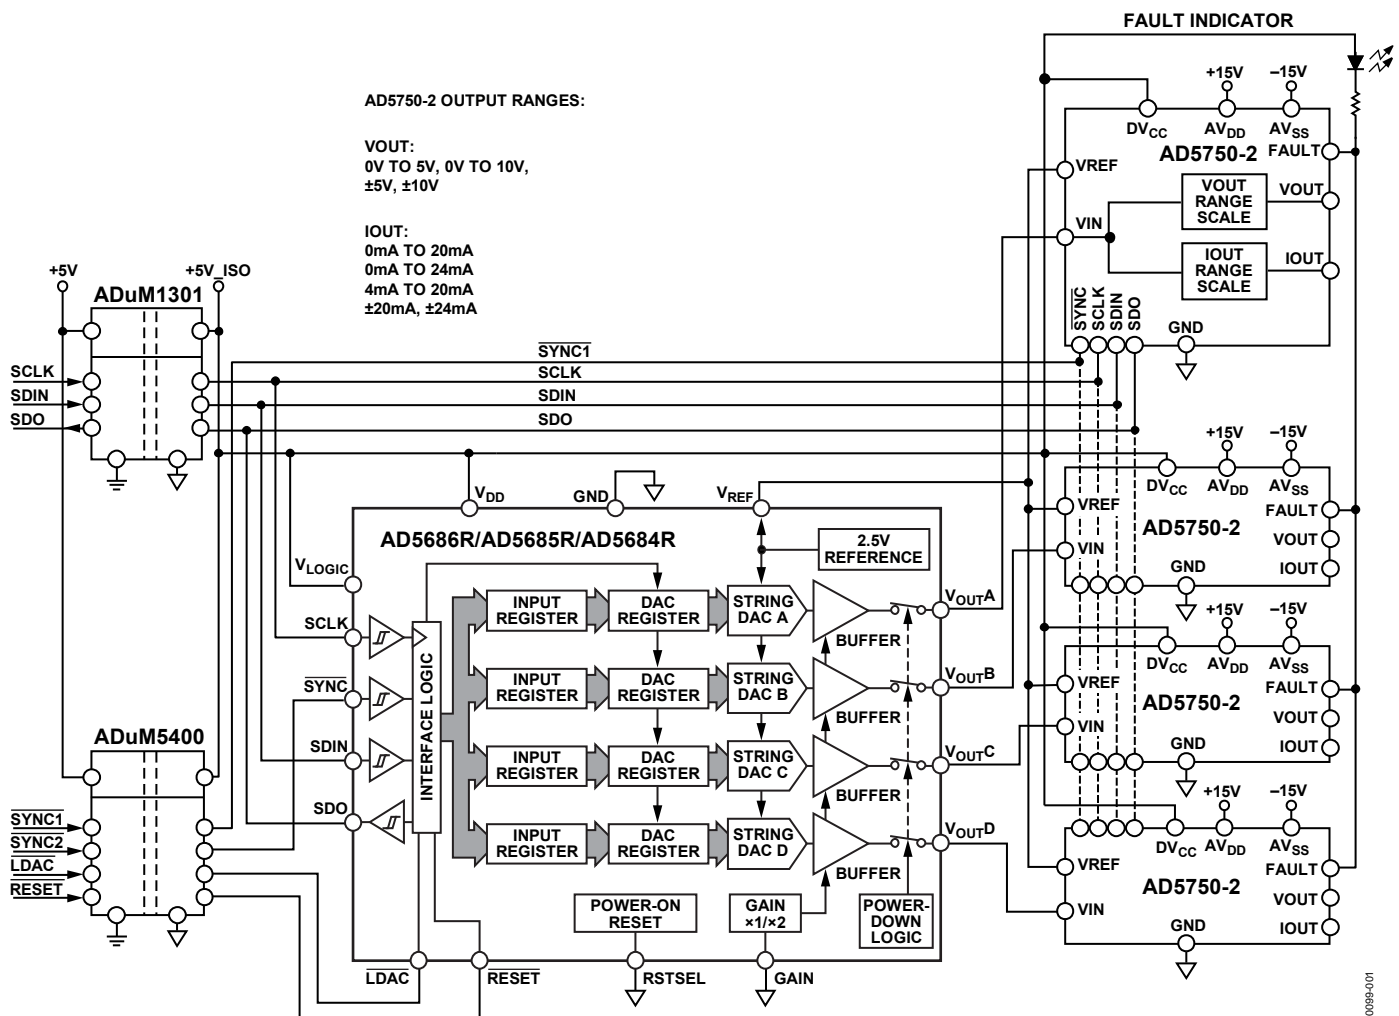 FAULT INDICATOR
AD5750-2 OUTPUT RANGES:
VOUT:
0V TO 5V, 0V TO 10V,
±5V, ±10V
IOUT:
0mA TO 20mA
0mA TO 24mA
4mA TO 20mA
±20mA, ±24mA
+15V
–15V
DVCC
AVDD
AVSS
AD5750-2
FAULT
VREF
VOUT
RANGE
SCALE
VOUT
VIN
IOUT
RANGE
SCALE
IOUT
SYNC
SCLK
SDIN
SDO
GND
+5V
+5V_ISO
ADuM1301
SCLK
SDIN
SDO
SYNC1
SCLK
SDIN
SDO
+15V
–15V
DVCC
AVDD
AVSS
VREF
FAULT
AD5750-2
VOUT
VIN
IOUT
GND
VDD
GND
VREF
AD5686R/AD5685R/AD5684R
2.5V
REFERENCE
VLOGIC
SCLK
SYNC
SDIN
SDO
INTERFACE LOGIC
INPUT
REGISTER
DAC
REGISTER
STRING
DAC A
BUFFER
VOUTA
INPUT
REGISTER
DAC
REGISTER
STRING
DAC B
BUFFER
VOUTB
INPUT
REGISTER
DAC
REGISTER
STRING
DAC C
BUFFER
VOUTC
INPUT
REGISTER
DAC
REGISTER
STRING
DAC D
BUFFER
VOUTD
POWER-ON
RESET
GAIN
×1/×2
POWER-
DOWN
LOGIC
LDAC
RESET
RSTSEL
GAIN
+15V
–15V
DVCC
AVDD
AVSS
VREF
FAULT
AD5750-2
VOUT
VIN
IOUT
GND
ADuM5400
SYNC1
SYNC2
LDAC
RESET
+15V
–15V
DVCC
AVDD
AVSS
VREF
FAULT
AD5750-2
VOUT
VIN
IOUT
GND
0099-001